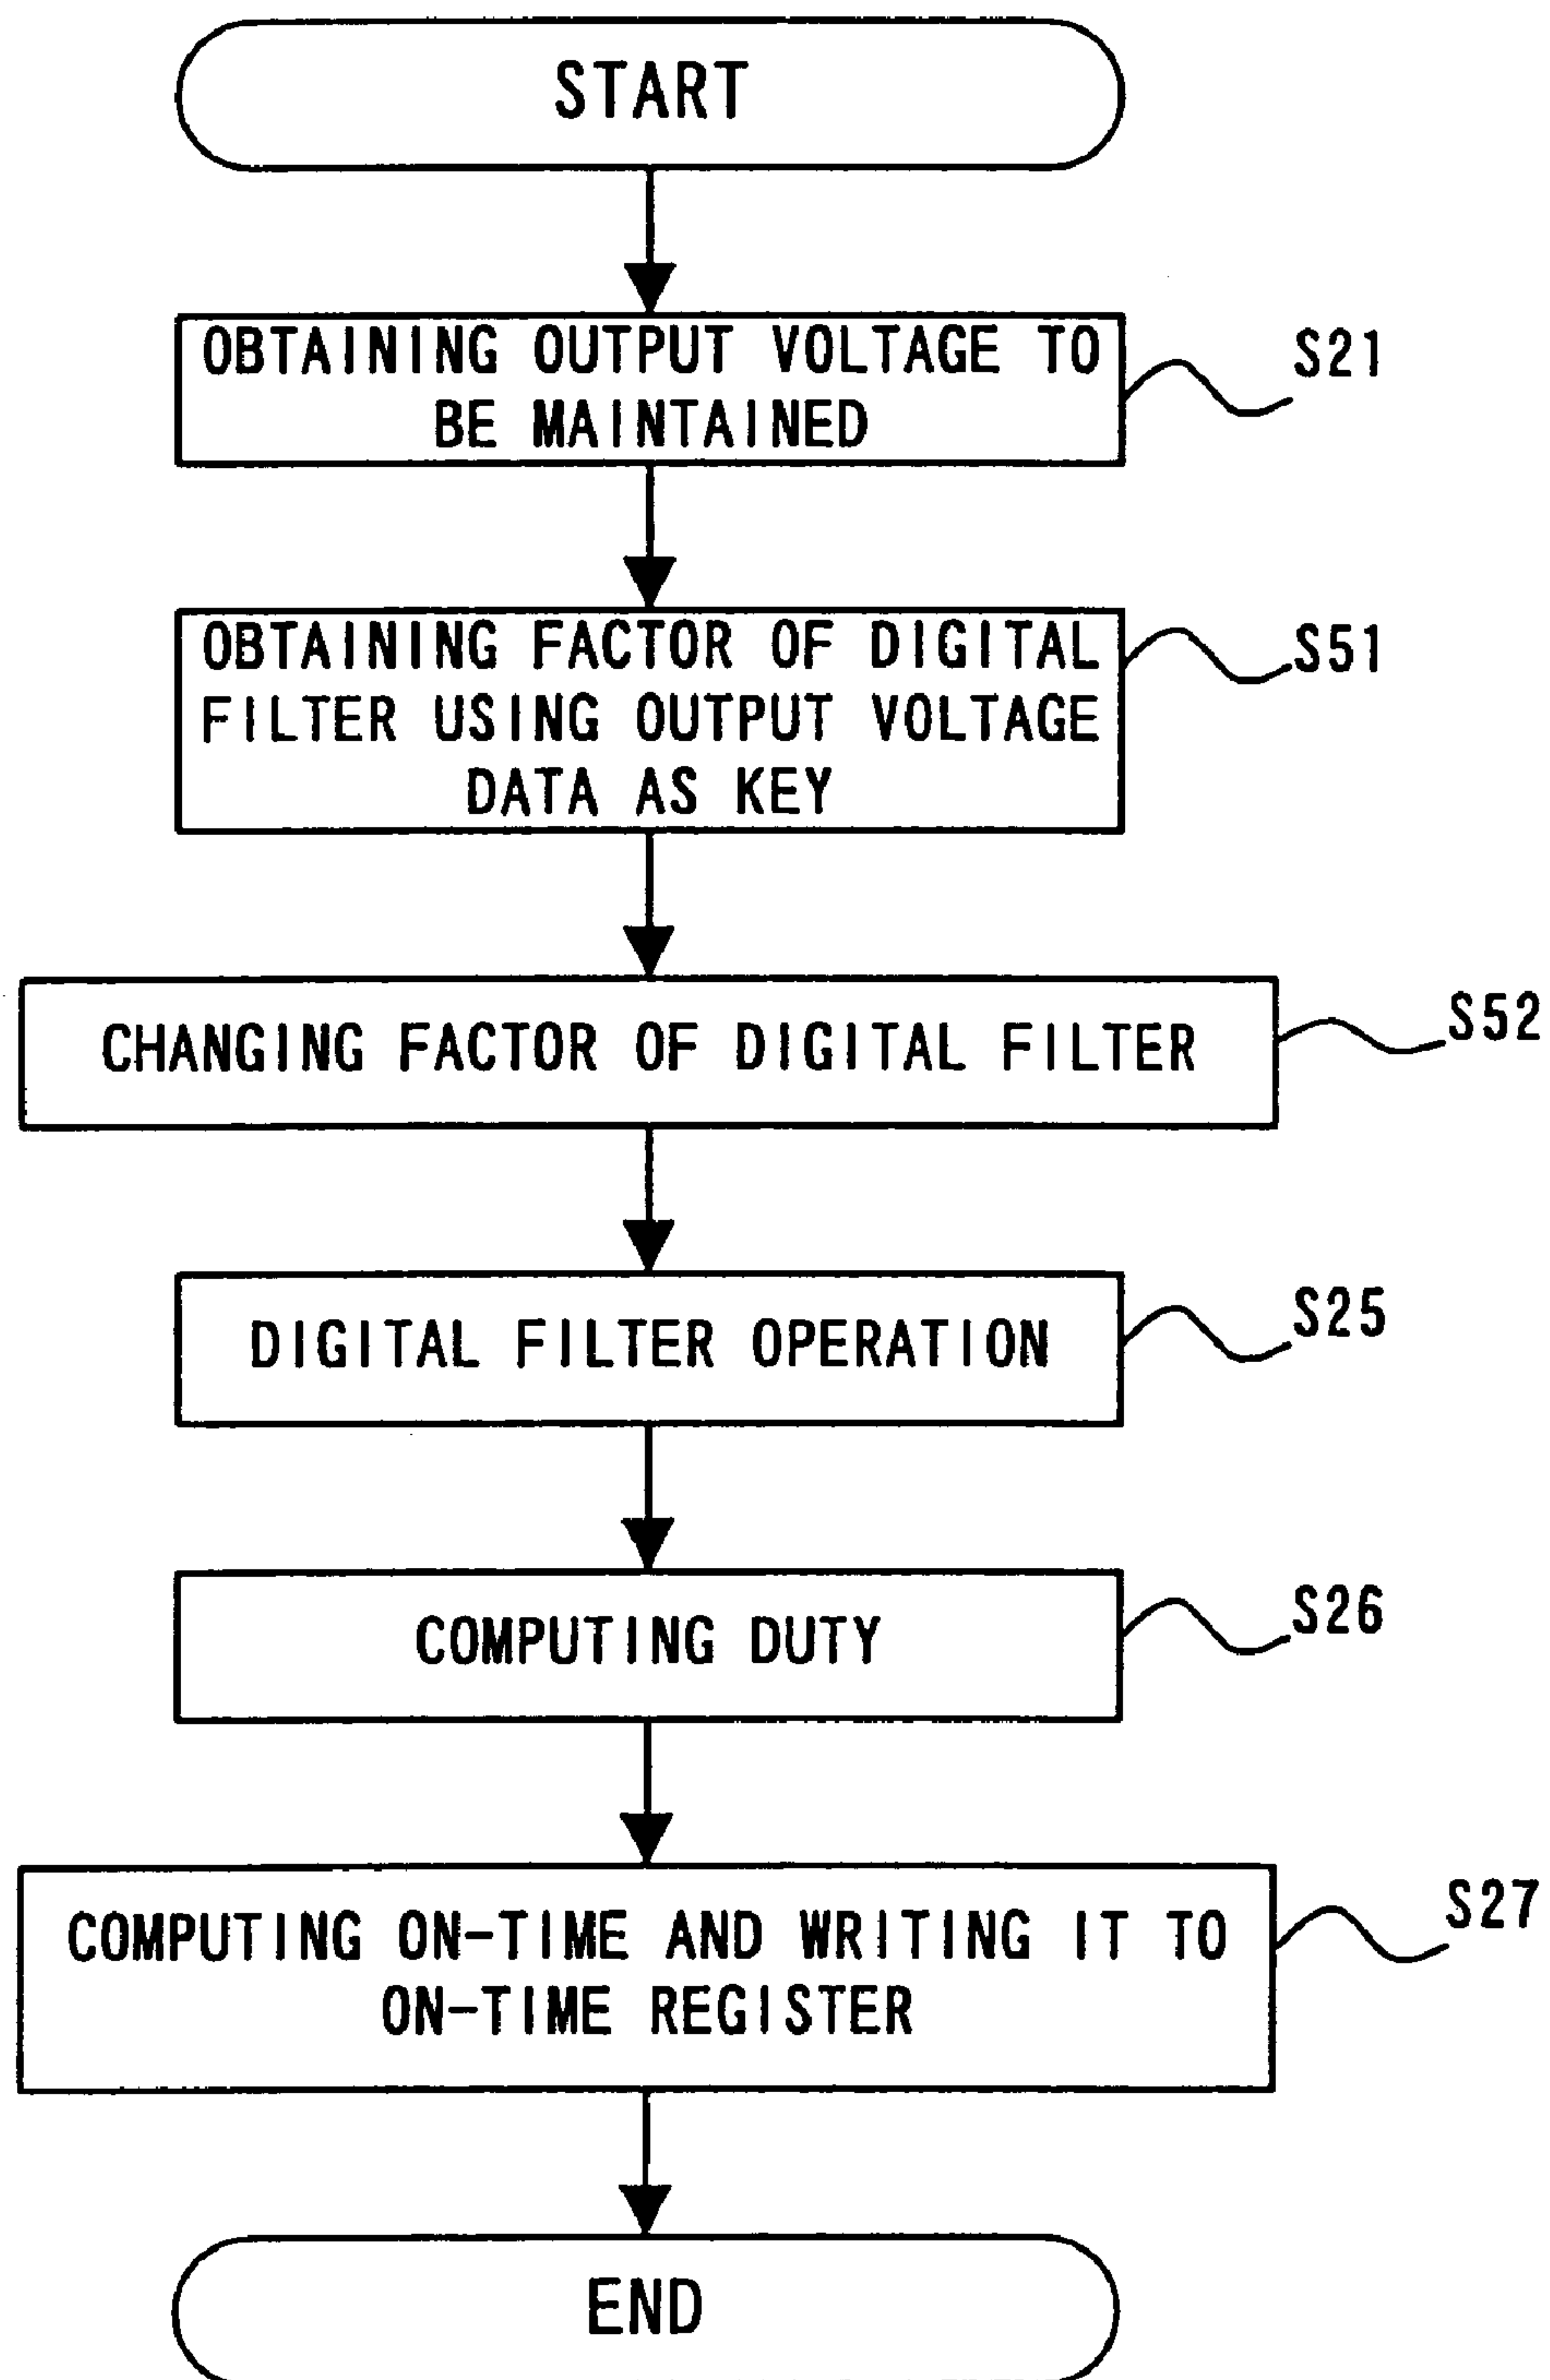 START
OBTAINING OUTPUT VOLTAGE TO
BE MAINTAINED
S21
OBTAINING FACTOR OF DIGITAL
FILTER USING OUTPUT VOLTAGE
DATA AS KEY
S51
CHANGING FACTOR OF DIGITAL FILTER
S52
DIGITAL FILTER OPERATION
S25
COMPUTING DUTY
S26
COMPUTING ON-TIME AND WRITING IT TO
ON-TIME REGISTER
S27
END